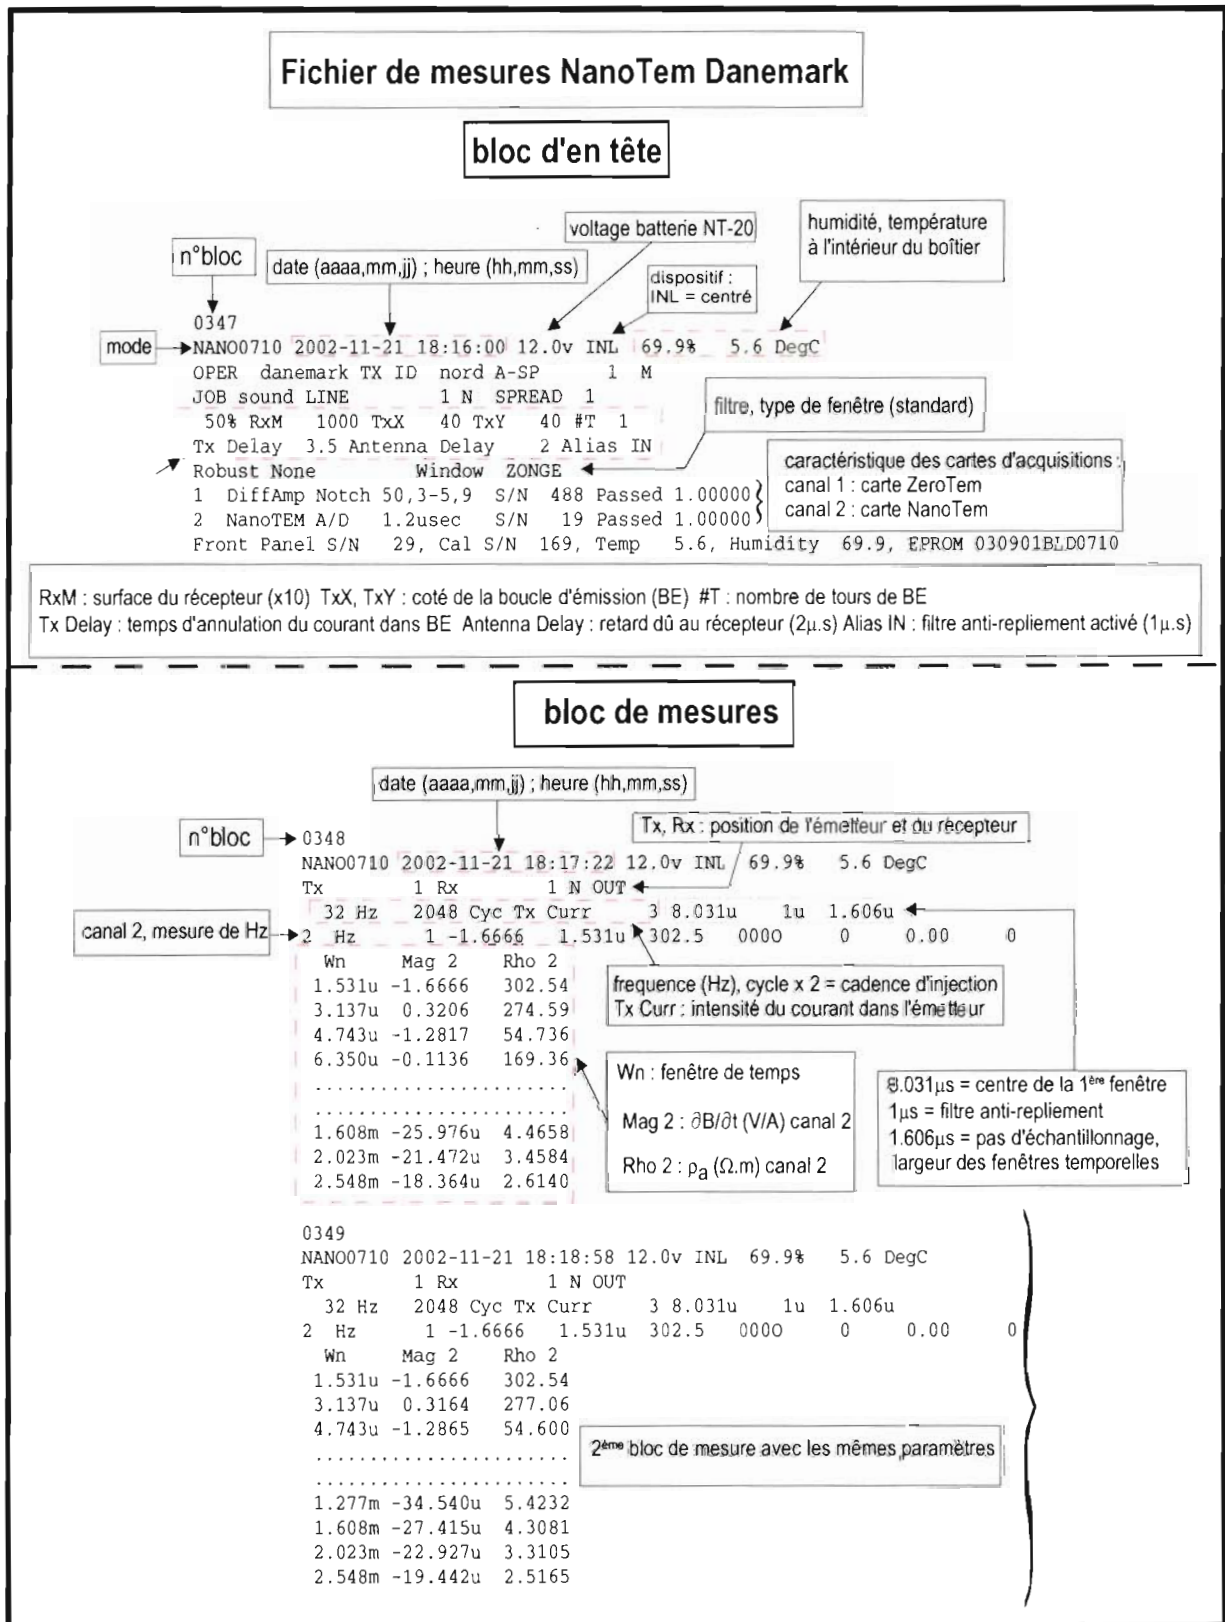 Fichier de mesures NanoTem Danemark
bloc d'en tête
voltage batterie NT-20
humidité, température
à l'intérieur du boîtier
n°bloc
date (aaaa,mm,jj) ; heure (hh,mm,ss)
dispositif :
INL = centré
0347
mode
NANO0710 2002-11-21 18:16:00 12.0v INL 69.9% 5.6 DegC
OPER danemark TX ID nord A-SP 1 M
JOB sound LINE 1 N SPREAD 1
50% RxM 1000 TxX 40 TxY 40 #T 1
Tx Delay 3.5 Antenna Delay 2 Alias IN
Robust None Window ZONGE
filtre, type de fenêtre (standard)
1 DiffAmp Notch 50,3-5,9 S/N 488 Passed 1.00000
2 NanoTEM A/D 1.2usec S/N 19 Passed 1.00000
caractéristique des cartes d'acquisitions :
canal 1 : carte ZeroTem
canal 2 : carte NanoTem
Front Panel S/N 29, Cal S/N 169, Temp 5.6, Humidity 69.9, EPROM 030901BLD0710
RxM : surface du récepteur (x10) TxX, TxY : coté de la boucle d'émission (BE) #T : nombre de tours de BE
Tx Delay : temps d'annulation du courant dans BE Antenna Delay : retard dû au récepteur (2µ.s) Alias IN : filtre anti-repliement activé (1µ.s)
bloc de mesures
date (aaaa,mm,jj) ; heure (hh,mm,ss)
n°bloc
0348
Tx, Rx : position de l'émetteur et du récepteur
NANO0710 2002-11-21 18:17:22 12.0v INL 69.9% 5.6 DegC
Tx 1 Rx 1 N OUT
32 Hz 2048 Cyc Tx Curr 3 8.031u 1u 1.606u
canal 2, mesure de Hz
2 Hz 1 -1.6666 1.531u 302.5 000O 0 0.00 0
Wn Mag 2 Rho 2
1.531u -1.6666 302.54
3.137u 0.3206 274.59
4.743u -1.2817 54.736
6.350u -0.1136 169.36
.......................
.......................
1.608m -25.976u 4.4658
2.023m -21.472u 3.4584
2.548m -18.364u 2.6140
frequence (Hz), cycle x 2 = cadence d'injection
Tx Curr : intensité du courant dans l'émetteur
Wn : fenêtre de temps
Mag 2 : ∂B/∂t (V/A) canal 2
Rho 2 : ρa (Ω.m) canal 2
8.031µs = centre de la 1ère fenêtre
1µs = filtre anti-repliement
1.606µs = pas d'échantillonnage,
largeur des fenêtres temporelles
0349
NANO0710 2002-11-21 18:18:58 12.0v INL 69.9% 5.6 DegC
Tx 1 Rx 1 N OUT
32 Hz 2048 Cyc Tx Curr 3 8.031u 1u 1.606u
2 Hz 1 -1.6666 1.531u 302.5 000O 0 0.00 0
Wn Mag 2 Rho 2
1.531u -1.6666 302.54
3.137u 0.3164 277.06
4.743u -1.2865 54.600
.......................
.......................
1.277m -34.540u 5.4232
1.608m -27.415u 4.3081
2.023m -22.927u 3.3105
2.548m -19.442u 2.5165
2ème bloc de mesure avec les mêmes paramètres